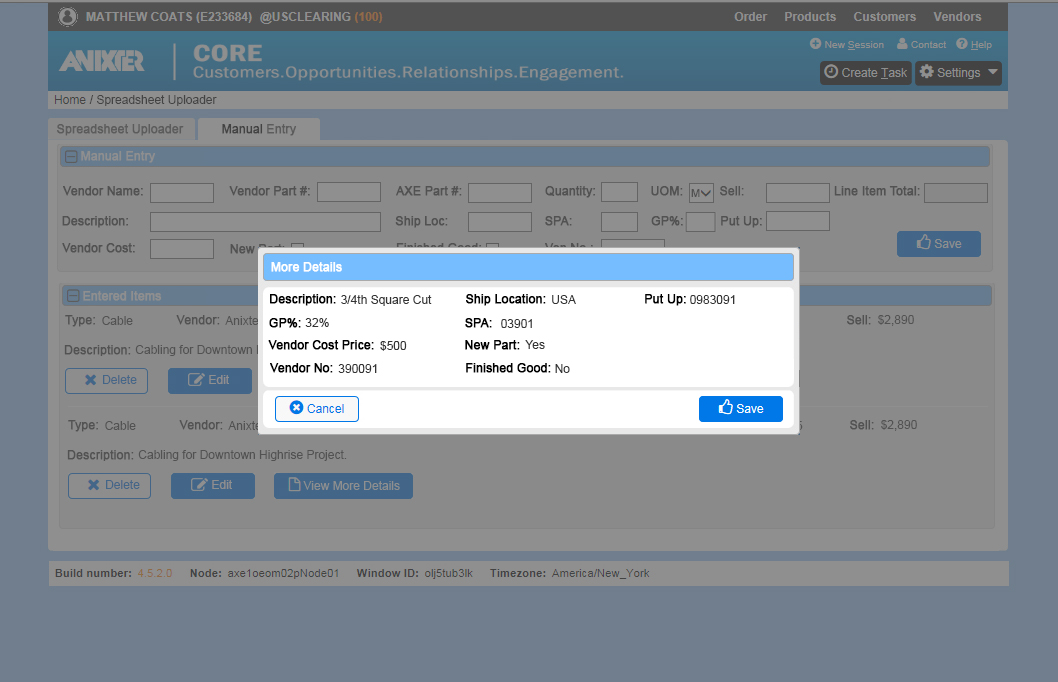 MATTHEW COATS (E233684) @USCLEARING (100) Order Products Customers Vendors
ANIXTER CORE
Customers.Opportunities.Relationships.Engagement.
New Session Contact Help
Create Task Settings
Home / Spreadsheet Uploader
Spreadsheet Uploader Manual Entry
Manual Entry
Vendor Name: Vendor Part #: AXE Part #: Quantity: UOM: M Sell: Line Item Total:
Description: Ship Loc: SPA: GP%: Put Up:
Vendor Cost: New Part: Finished Good: Ven No.:
Save
More Details
Description: 3/4th Square Cut Ship Location: USA Put Up: 0983091
GP%: 32% SPA: 03901
Vendor Cost Price: $500 New Part: Yes
Vendor No: 390091 Finished Good: No
Cancel Save
Entered Items
Type: Cable Vendor: Anixte Sell: $2,890
Description: Cabling for Downtown
Delete Edit
Type: Cable Vendor: Anixte Sell: $2,890
Description: Cabling for Downtown Highrise Project.
Delete Edit View More Details
Build number: 4.5.2.0 Node: axe1oeom02pNode01 Window ID: olj5tub3lk Timezone: America/New_York